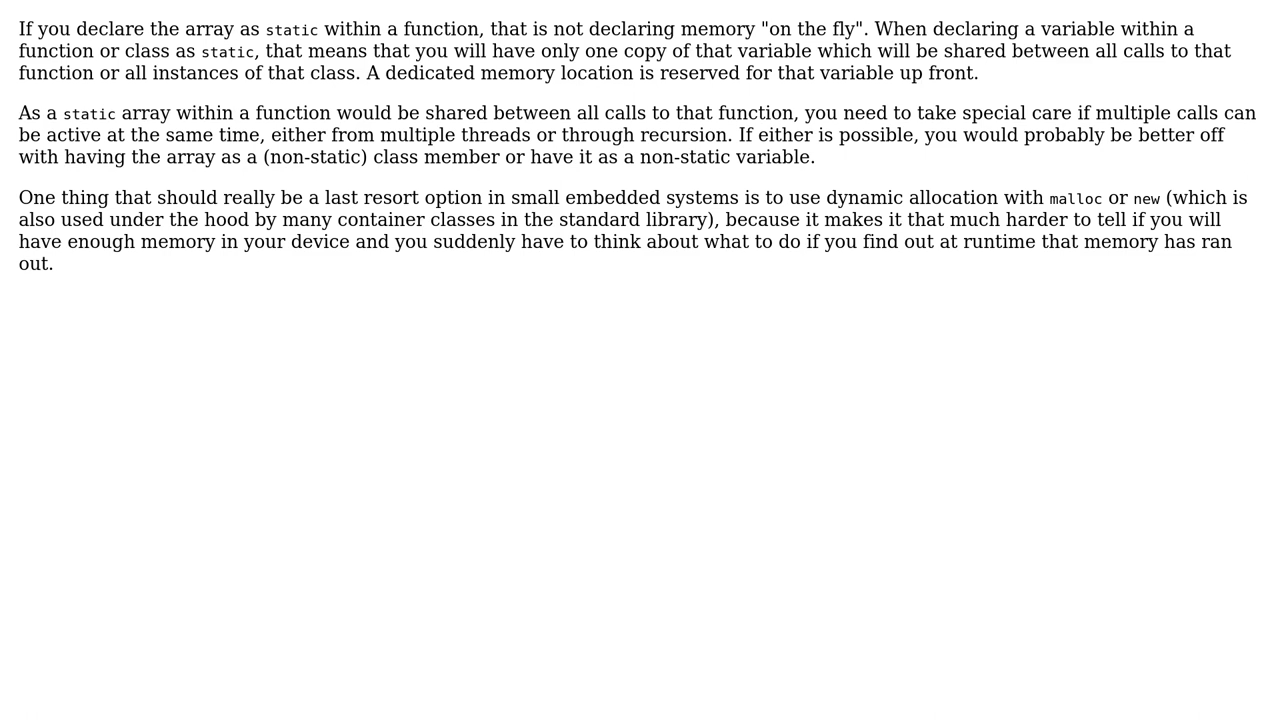 If you declare the array as static within a function, that is not declaring memory "on the fly". When declaring a variable within a
function or class as static, that means that you will have only one copy of that variable which will be shared between all calls to that
function or all instances of that class. A dedicated memory location is reserved for that variable up front.
As a static array within a function would be shared between all calls to that function, you need to take special care if multiple calls can
be active at the same time, either from multiple threads or through recursion. If either is possible, you would probably be better off
with having the array as a (non-static) class member or have it as a non-static variable.
One thing that should really be a last resort option in small embedded systems is to use dynamic allocation with malloc or new (which is
also used under the hood by many container classes in the standard library), because it makes it that much harder to tell if you will
have enough memory in your device and you suddenly have to think about what to do if you find out at runtime that memory has ran
out.